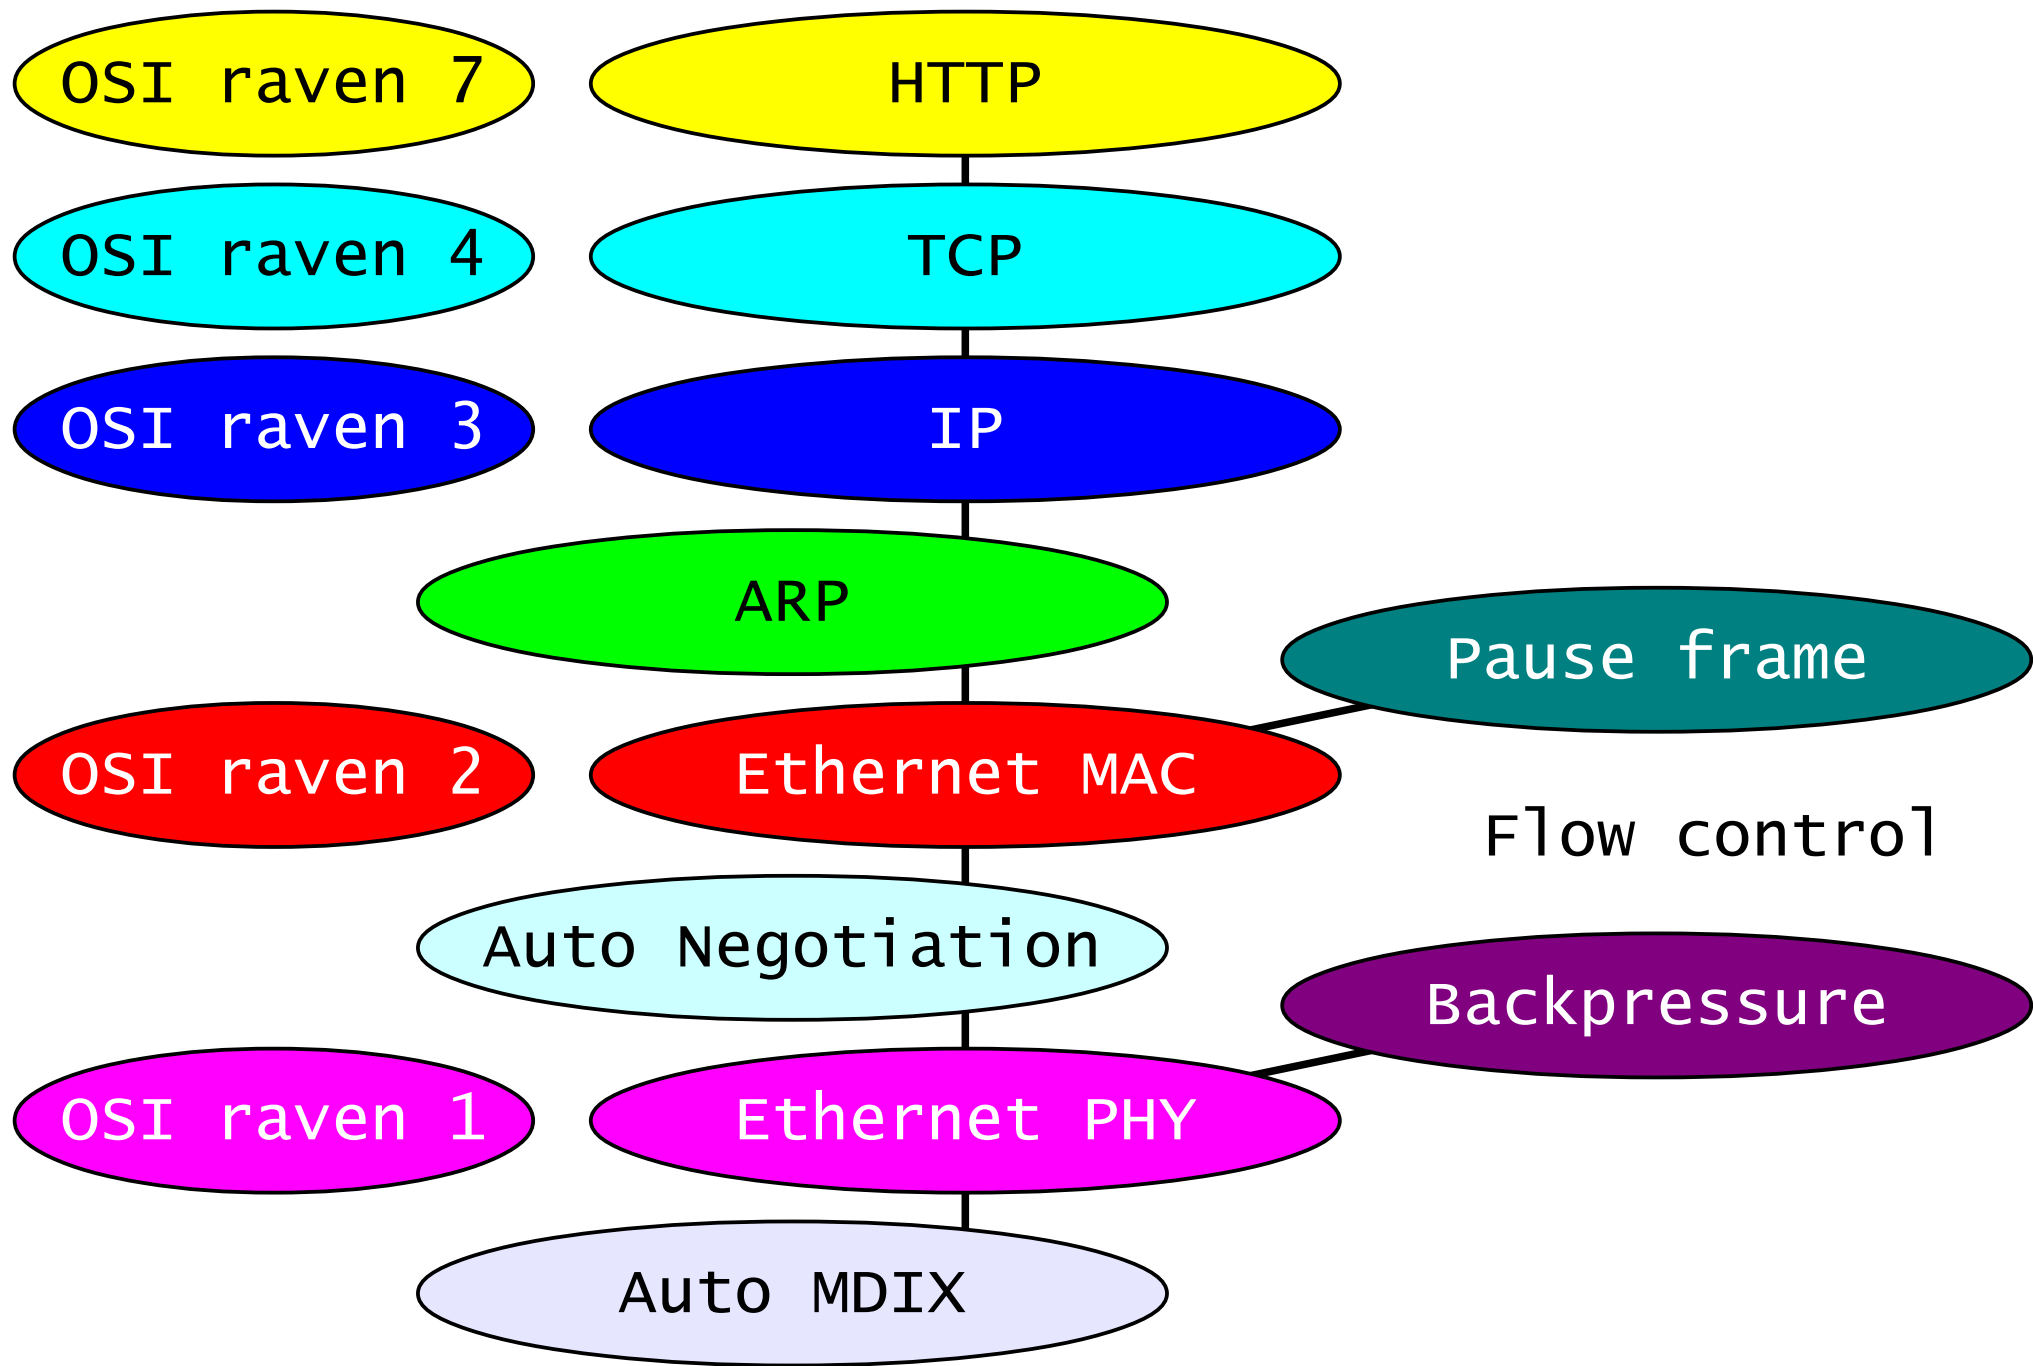 OSI raven 7
HTTP
OSI raven 4
TCP
OSI raven 3
IP
ARP
Pause frame
OSI raven 2
Ethernet MAC
Flow control
Auto Negotiation
Backpressure
OSI raven 1
Ethernet PHY
Auto MDIX